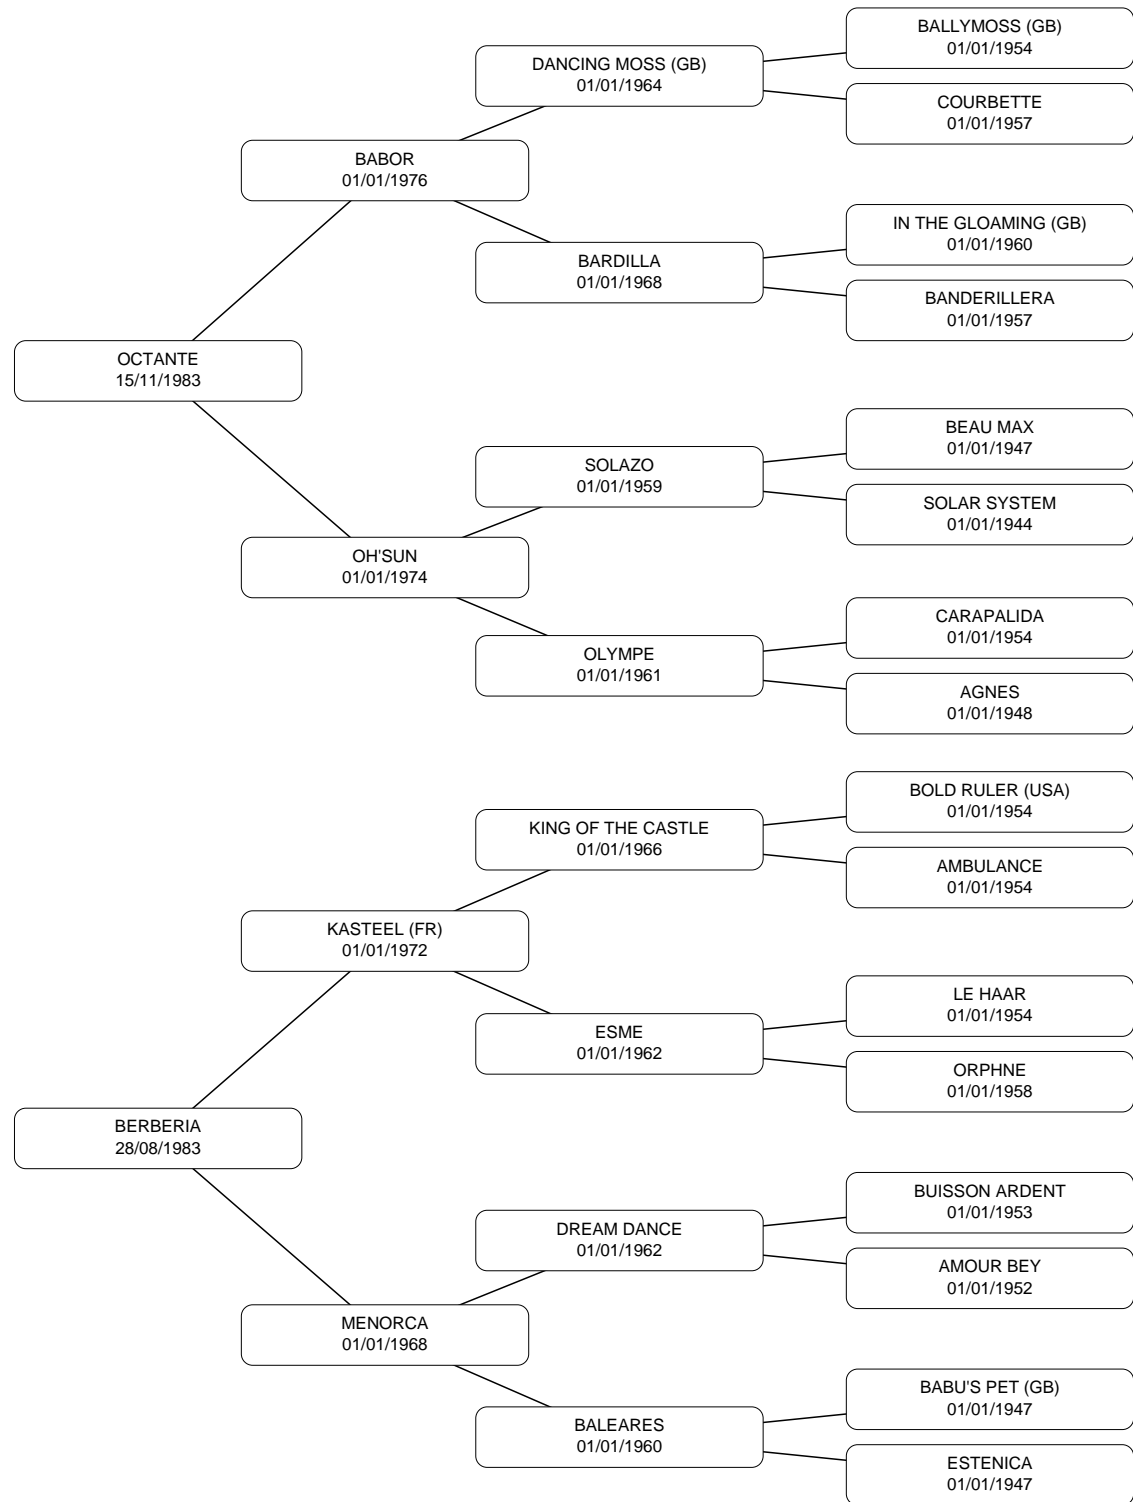 BALLYMOSS (GB)
01/01/1954
DANCING MOSS (GB)
01/01/1964
COURBETTE
01/01/1957
BABOR
01/01/1976
IN THE GLOAMING (GB)
01/01/1960
BARDILLA
01/01/1968
BANDERILLERA
01/01/1957
OCTANTE
15/11/1983
BEAU MAX
01/01/1947
SOLAZO
01/01/1959
SOLAR SYSTEM
01/01/1944
OH'SUN
01/01/1974
CARAPALIDA
01/01/1954
OLYMPE
01/01/1961
AGNES
01/01/1948
BOLD RULER (USA)
01/01/1954
KING OF THE CASTLE
01/01/1966
AMBULANCE
01/01/1954
KASTEEL (FR)
01/01/1972
LE HAAR
01/01/1954
ESME
01/01/1962
ORPHNE
01/01/1958
BERBERIA
28/08/1983
BUISSON ARDENT
01/01/1953
DREAM DANCE
01/01/1962
AMOUR BEY
01/01/1952
MENORCA
01/01/1968
BABU'S PET (GB)
01/01/1947
BALEARES
01/01/1960
ESTENICA
01/01/1947